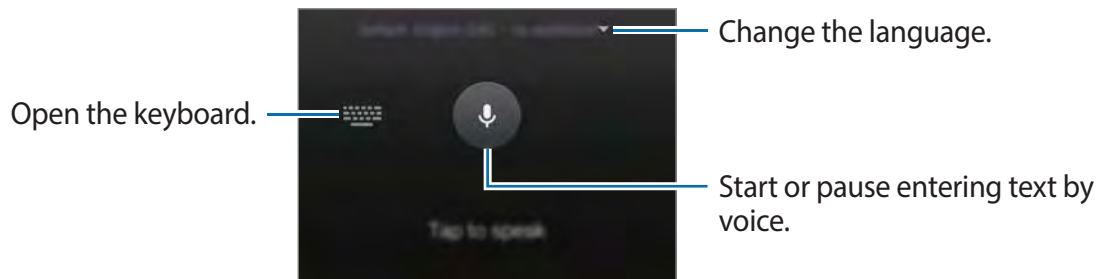 Change the language.
Open the keyboard.
Start or pause entering text by
voice.
Tap to speak